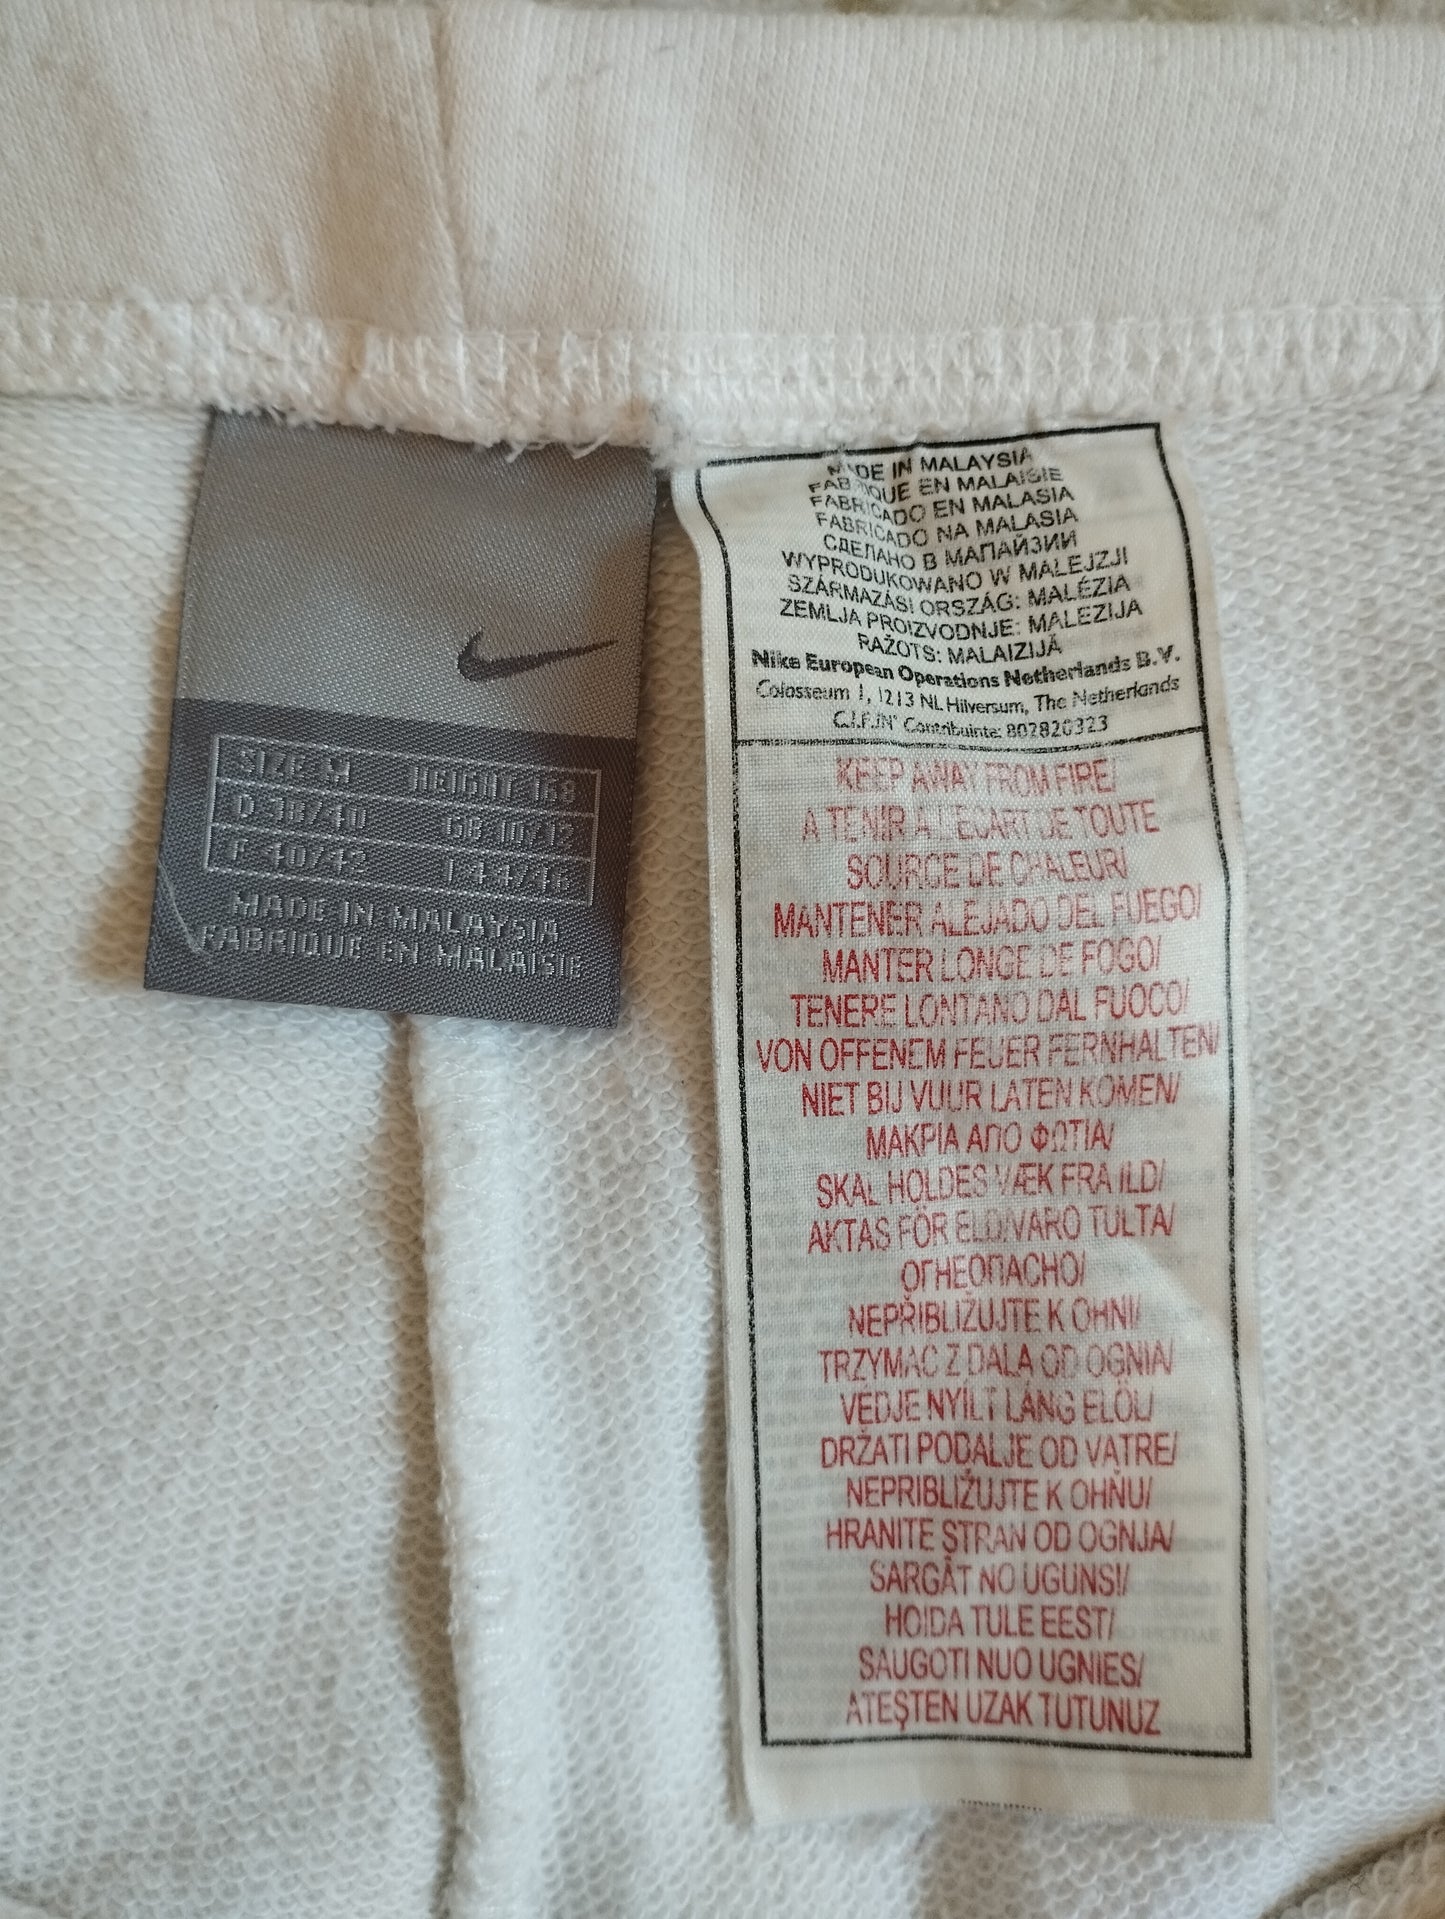 SIZE M HEIGHT 168
D 38/40 GB 10/12
F 40/42 I 44/46
MADE IN MALAYSIA
FABRIQUE EN MALAISIE
MADE IN MALAYSIA
FABRIQUE EN MALAISIE
FABRICADO EN MALASIA
FABRICADO NA MALASIA
СДЕЛАНО В МАПАЙЗИИ
WYPRODUKOWANO W MALEJZJI
SZÁRMAZÁSI ORSZÁG: MALÉZIA
ZEMLJA PROIZVODNJE: MALEZIJA
RAŽOTS: MALAIZIJĀ
Nike European Operations Netherlands B.V.
Colosseum 1, 1213 NL Hilversum, The Netherlands
C.I.F./N° Contribuinte: 802820323
KEEP AWAY FROM FIRE/
A TENIR A L'ECART DE TOUTE
SOURCE DE CHALEUR/
MANTENER ALEJADO DEL FUEGO/
MANTER LONGE DE FOGO/
TENERE LONTANO DAL FUOCO/
VON OFFENEM FEUER FERNHALTEN/
NIET BIJ VUUR LATEN KOMEN/
ΜΑΚΡΙΑ ΑΠΟ ΦΩΤΙΑ/
SKAL HOLDES VÆK FRA ILD/
AKTAS FÖR ELD/VARO TULTA/
ОГНЕОПАСНО/
NEPŘIBLIŽUJTE K OHNI/
TRZYMAC Z DALA OD OGNIA/
VÉDJE NYÍLT LÁNG ELÖL/
DRŽATI PODALJE OD VATRE/
NEPRIBLIŽUJTE K OHŇU/
HRANITE STRAN OD OGNJA/
SARGĀT NO UGUNS!/
HOIDA TULE EEST/
SAUGOTI NUO UGNIES/
ATEŞTEN UZAK TUTUNUZ